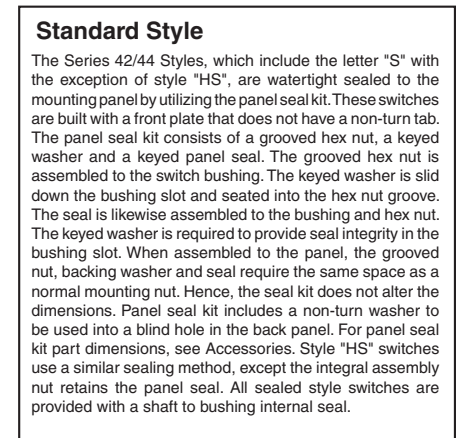 Standard Style
The Series 42/44 Styles, which include the letter "S" with
the exception of style "HS", are watertight sealed to the
mounting panel by utilizing the panel seal kit. These switches
are built with a front plate that does not have a non-turn tab.
The panel seal kit consists of a grooved hex nut, a keyed
washer and a keyed panel seal. The grooved hex nut is
assembled to the switch bushing. The keyed washer is slid
down the bushing slot and seated into the hex nut groove.
The seal is likewise assembled to the bushing and hex nut.
The keyed washer is required to provide seal integrity in the
bushing slot. When assembled to the panel, the grooved
nut, backing washer and seal require the same space as a
normal mounting nut. Hence, the seal kit does not alter the
dimensions. Panel seal kit includes a non-turn washer to
be used into a blind hole in the back panel. For panel seal
kit part dimensions, see Accessories. Style "HS" switches
use a similar sealing method, except the integral assembly
nut retains the panel seal. All sealed style switches are
provided with a shaft to bushing internal seal.